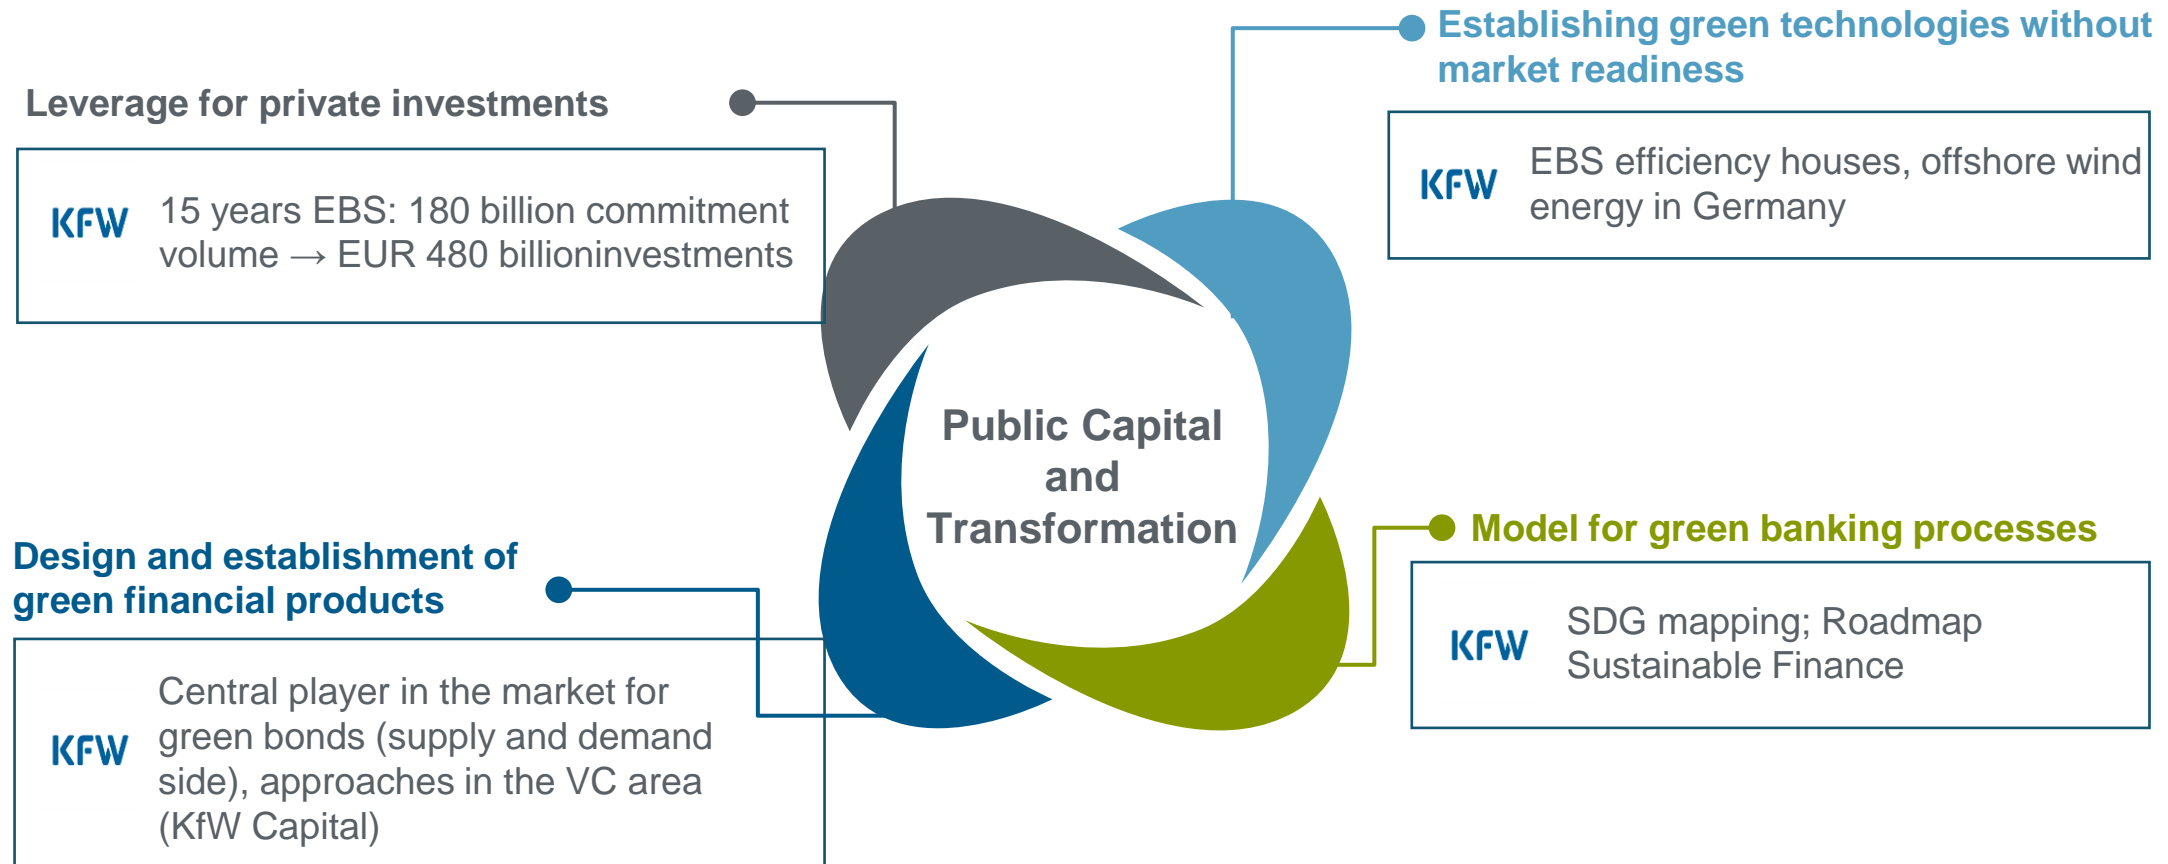 Leverage for private investments
KFW
15 years EBS: 180 billion commitment
volume → EUR 480 billioninvestments
Establishing green technologies without
market readiness
KFW
EBS efficiency houses, offshore wind
energy in Germany
Public Capital
and
Transformation
Design and establishment of
green financial products
KFW
Central player in the market for
green bonds (supply and demand
side), approaches in the VC area
(KfW Capital)
Model for green banking processes
KFW
SDG mapping; Roadmap
Sustainable Finance